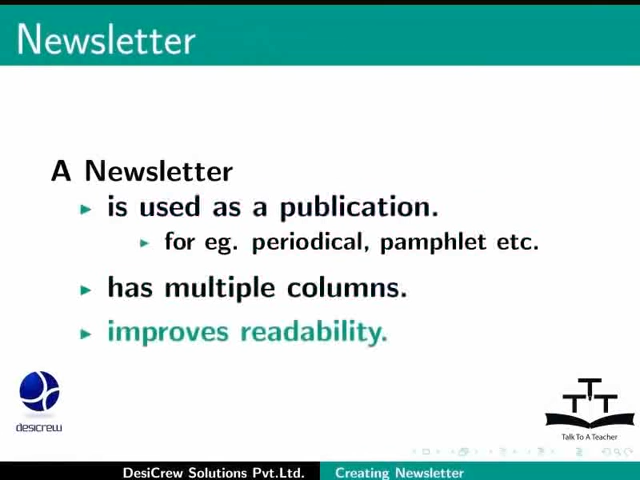 Newsletter
A Newsletter
is used as a publication.
for eg. periodical, pamphlet etc.
has multiple columns.
improves readability.
desicrew
TTT
Talk To A Teacher
DesiCrew Solutions Pvt.Ltd. Creating Newsletter